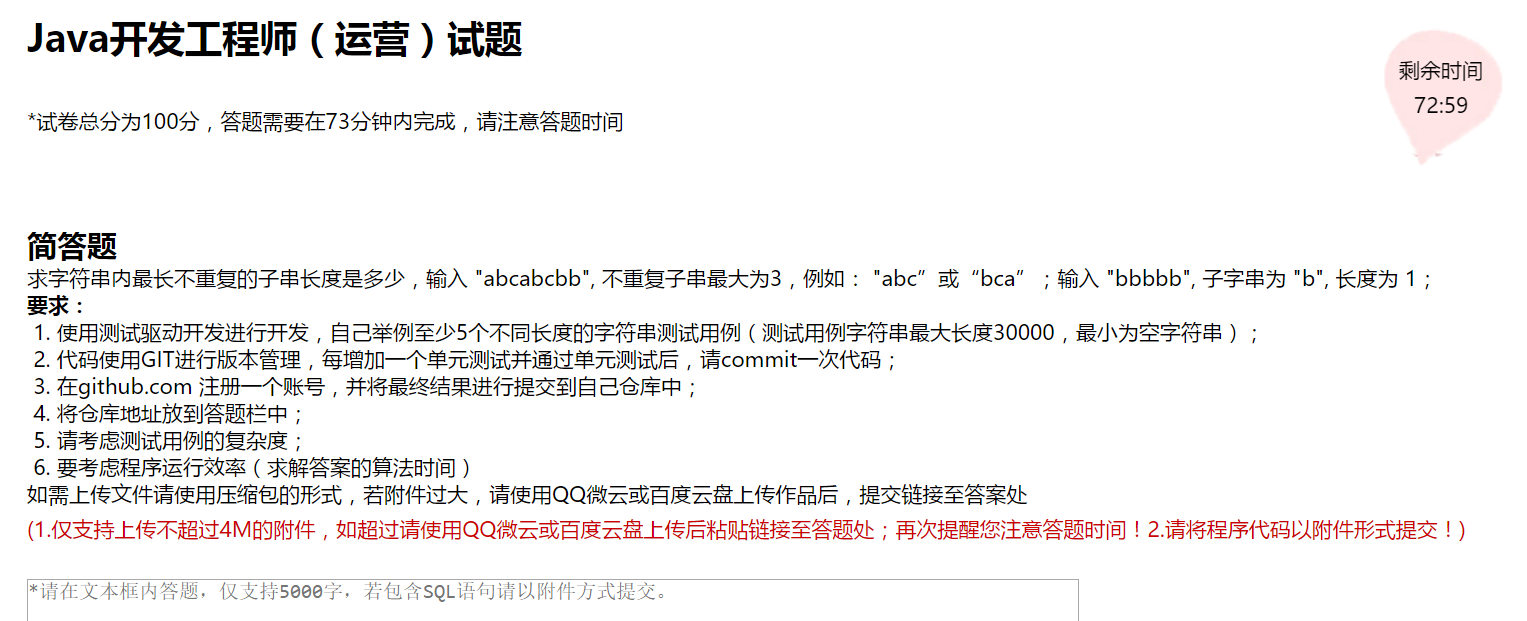 Java开发工程师（运营）试题
剩余时间
72:59
*试卷总分为100分，答题需要在73分钟内完成，请注意答题时间
简答题
求字符串内最长不重复的子串长度是多少，输入 "abcabcbb", 不重复子串最大为3，例如： "abc” 或 “bca” ；输入 "bbbbb", 子字串为 "b", 长度为 1；
要求：
1. 使用测试驱动开发进行开发，自己举例至少5个不同长度的字符串测试用例（测试用例字符串最大长度30000，最小为空字符串）；
2. 代码使用GIT进行版本管理，每增加一个单元测试并通过单元测试后，请commit一次代码；
3. 在github.com 注册一个账号，并将最终结果进行提交到自己仓库中；
4. 将仓库地址放到答题栏中；
5. 请考虑测试用例的复杂度；
6. 要考虑程序运行效率（求解答案的算法时间）
如需上传文件请使用压缩包的形式，若附件过大，请使用QQ微云或百度云盘上传作品后，提交链接至答案处
(1.仅支持上传不超过4M的附件，如超过请使用QQ微云或百度云盘上传后粘贴链接至答题处；再次提醒您注意答题时间！2.请将程序代码以附件形式提交！)
*请在文本框内答题，仅支持5000字，若包含SQL语句请以附件方式提交。